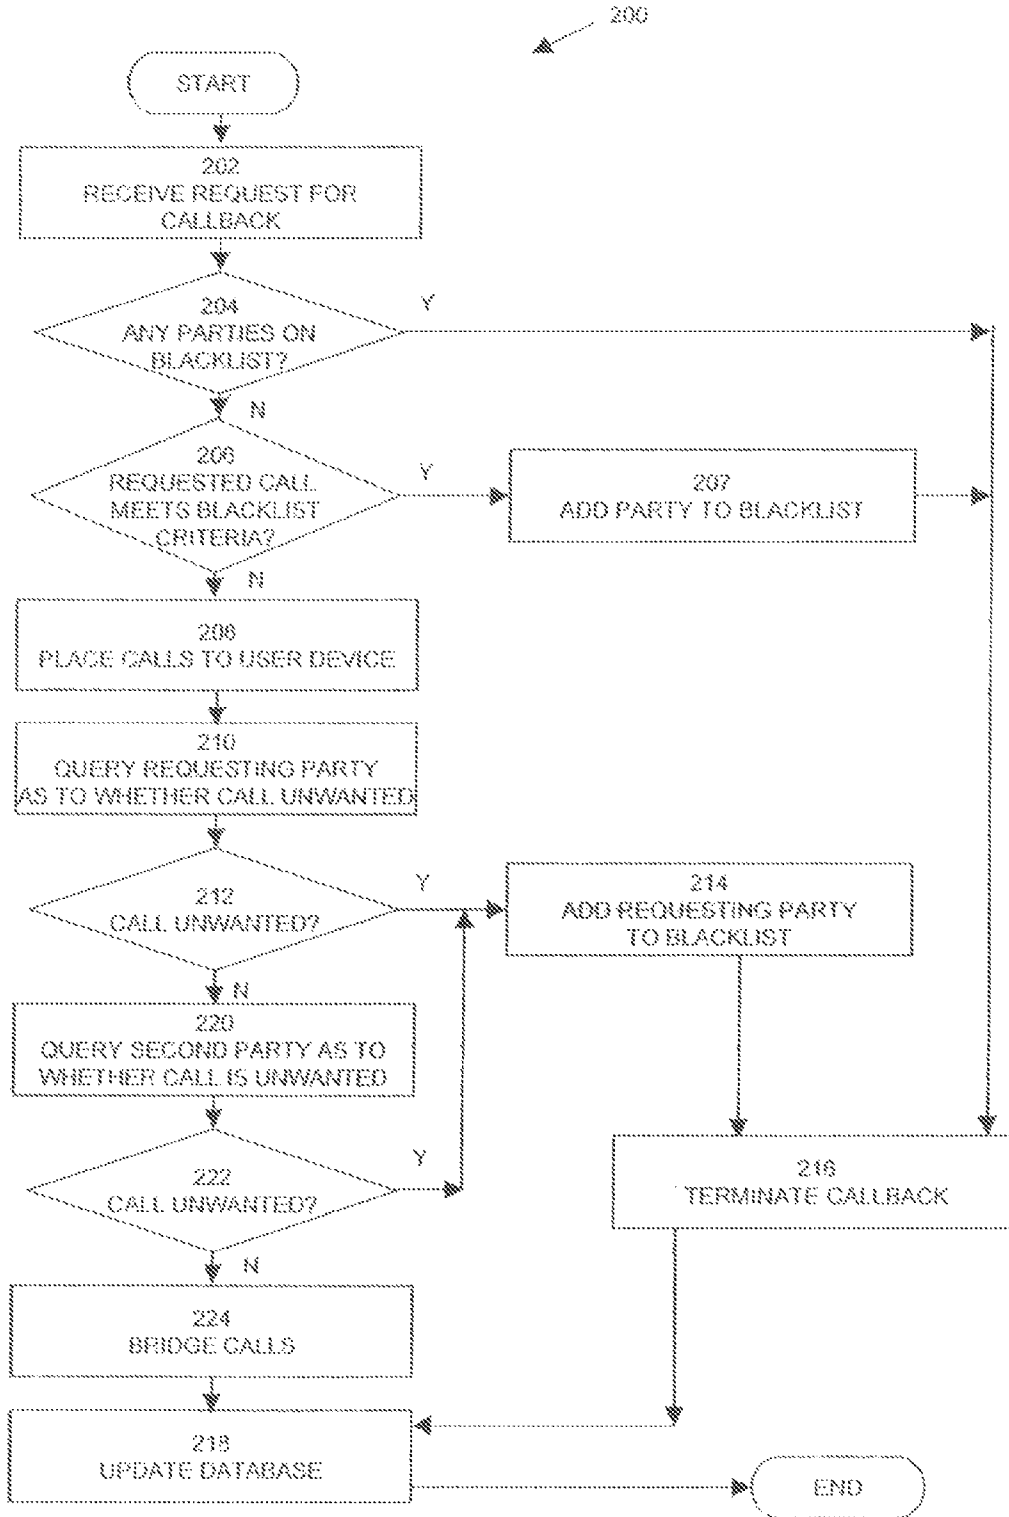 200
START
202
RECEIVE REQUEST FOR
CALLBACK
204
ANY PARTIES ON
BLACKLIST?
Y
N
206
REQUESTED CALL
MEETS BLACKLIST
CRITERIA?
Y
207
ADD PARTY TO BLACKLIST
N
PLACE CALLS TO USER DEVICE
210
QUERY REQUESTING PARTY
AS TO WHETHER CALL UNWANTED
212
CALL UNWANTED?
Y
214
ADD REQUESTING PARTY
TO BLACKLIST
N
220
QUERY SECOND PARTY AS TO
WHETHER CALL IS UNWANTED
222
CALL UNWANTED?
Y
216
TERMINATE CALLBACK
N
224
BRIDGE CALLS
218
UPDATE DATABASE
END